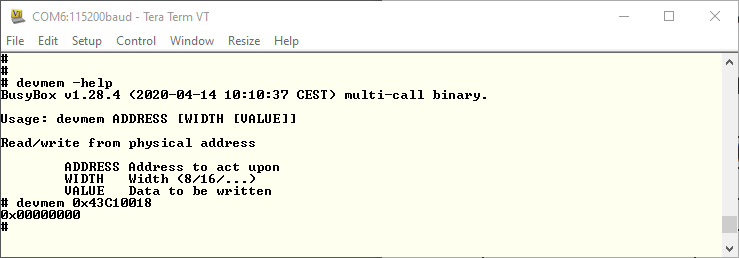 COM6:115200baud - Tera Term VT
File Edit Setup Control Window Resize Help
#
#
# devmem -help
BusyBox v1.28.4 (2020-04-14 10:10:37 CEST) multi-call binary.
Usage: devmem ADDRESS [WIDTH [VALUE]]
Read/write from physical address
ADDRESS Address to act upon
WIDTH Width (8/16/...)
VALUE Data to be written
# devmem 0x43C10018
0x00000000
#